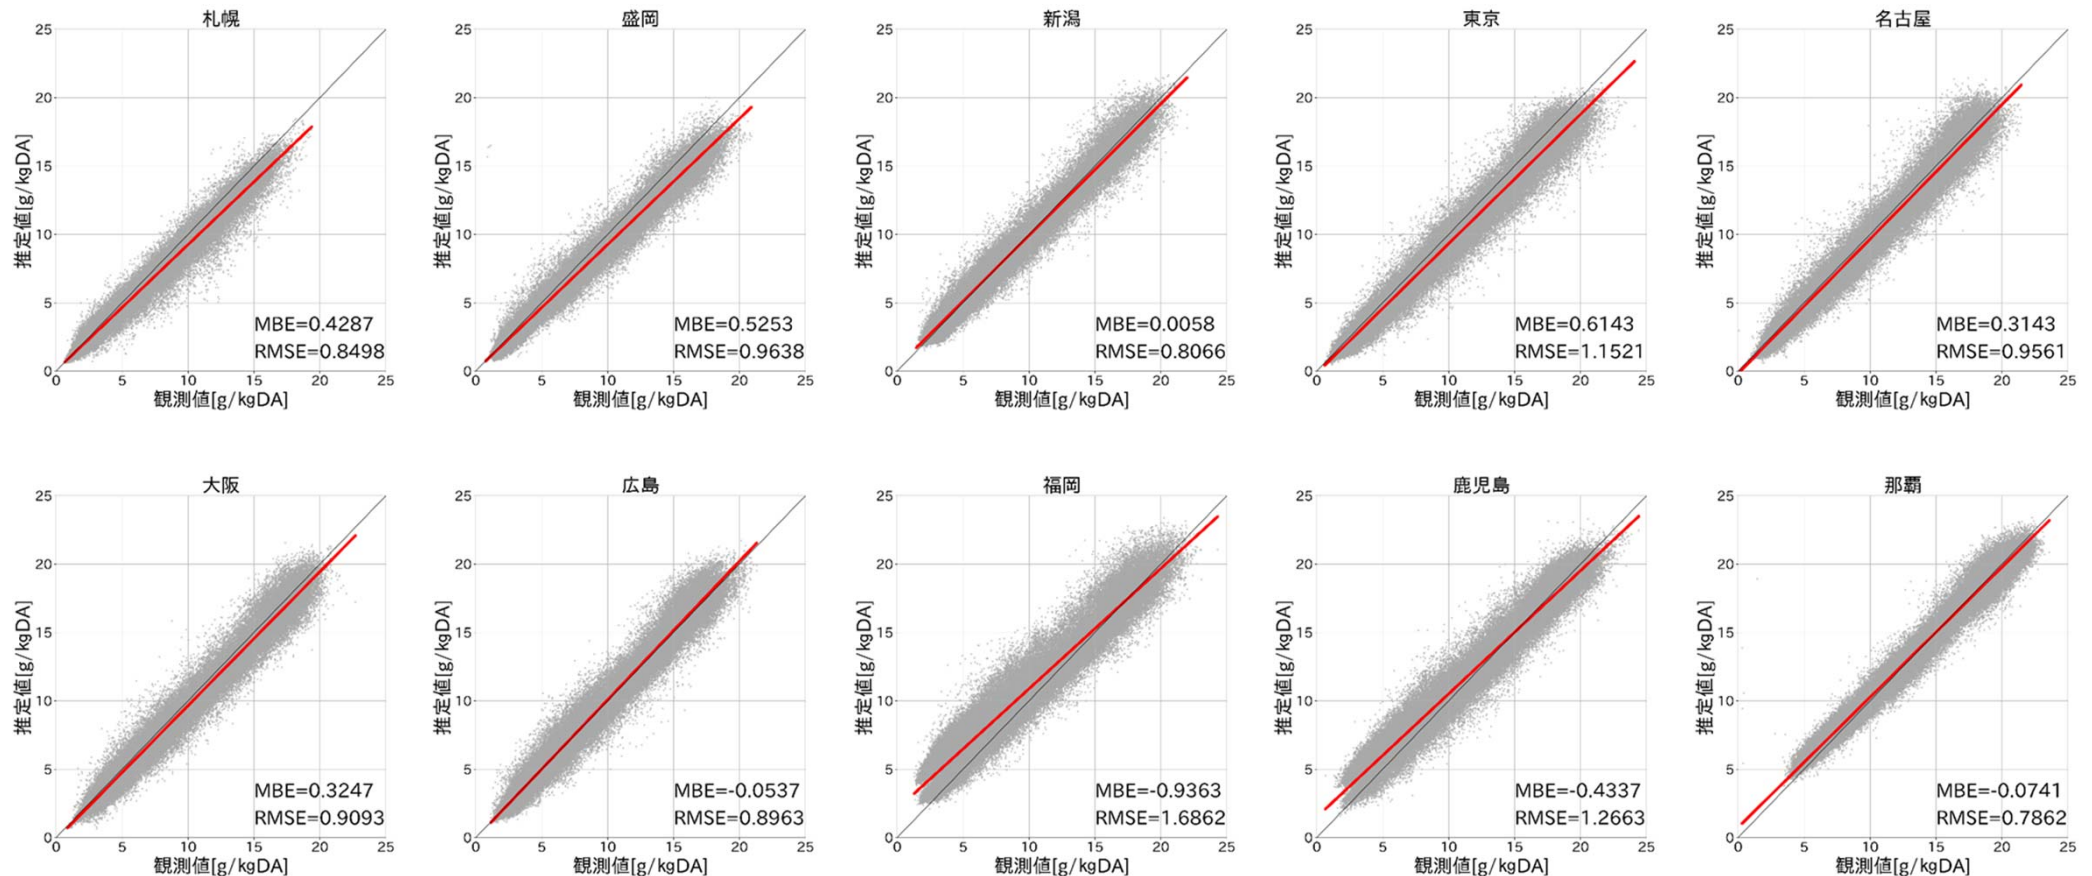 札幌
25
20
15
10
5
0
推定値[g/kgDA]
MBE=0.4287
RMSE=0.8498
0 5 10 15 20 25
観測値[g/kgDA]
盛岡
25
20
15
10
5
0
推定値[g/kgDA]
MBE=0.5253
RMSE=0.9638
0 5 10 15 20 25
観測値[g/kgDA]
新潟
25
20
15
10
5
0
推定値[g/kgDA]
MBE=0.0058
RMSE=0.8066
0 5 10 15 20 25
観測値[g/kgDA]
東京
25
20
15
10
5
0
推定値[g/kgDA]
MBE=0.6143
RMSE=1.1521
0 5 10 15 20 25
観測値[g/kgDA]
名古屋
25
20
15
10
5
0
推定値[g/kgDA]
MBE=0.3143
RMSE=0.9561
0 5 10 15 20 25
観測値[g/kgDA]
大阪
25
20
15
10
5
0
推定値[g/kgDA]
MBE=0.3247
RMSE=0.9093
0 5 10 15 20 25
観測値[g/kgDA]
広島
25
20
15
10
5
0
推定値[g/kgDA]
MBE=-0.0537
RMSE=0.8963
0 5 10 15 20 25
観測値[g/kgDA]
福岡
25
20
15
10
5
0
推定値[g/kgDA]
MBE=-0.9363
RMSE=1.6862
0 5 10 15 20 25
観測値[g/kgDA]
鹿児島
25
20
15
10
5
0
推定値[g/kgDA]
MBE=-0.4337
RMSE=1.2663
0 5 10 15 20 25
観測値[g/kgDA]
那覇
25
20
15
10
5
0
推定値[g/kgDA]
MBE=-0.0741
RMSE=0.7862
0 5 10 15 20 25
観測値[g/kgDA]